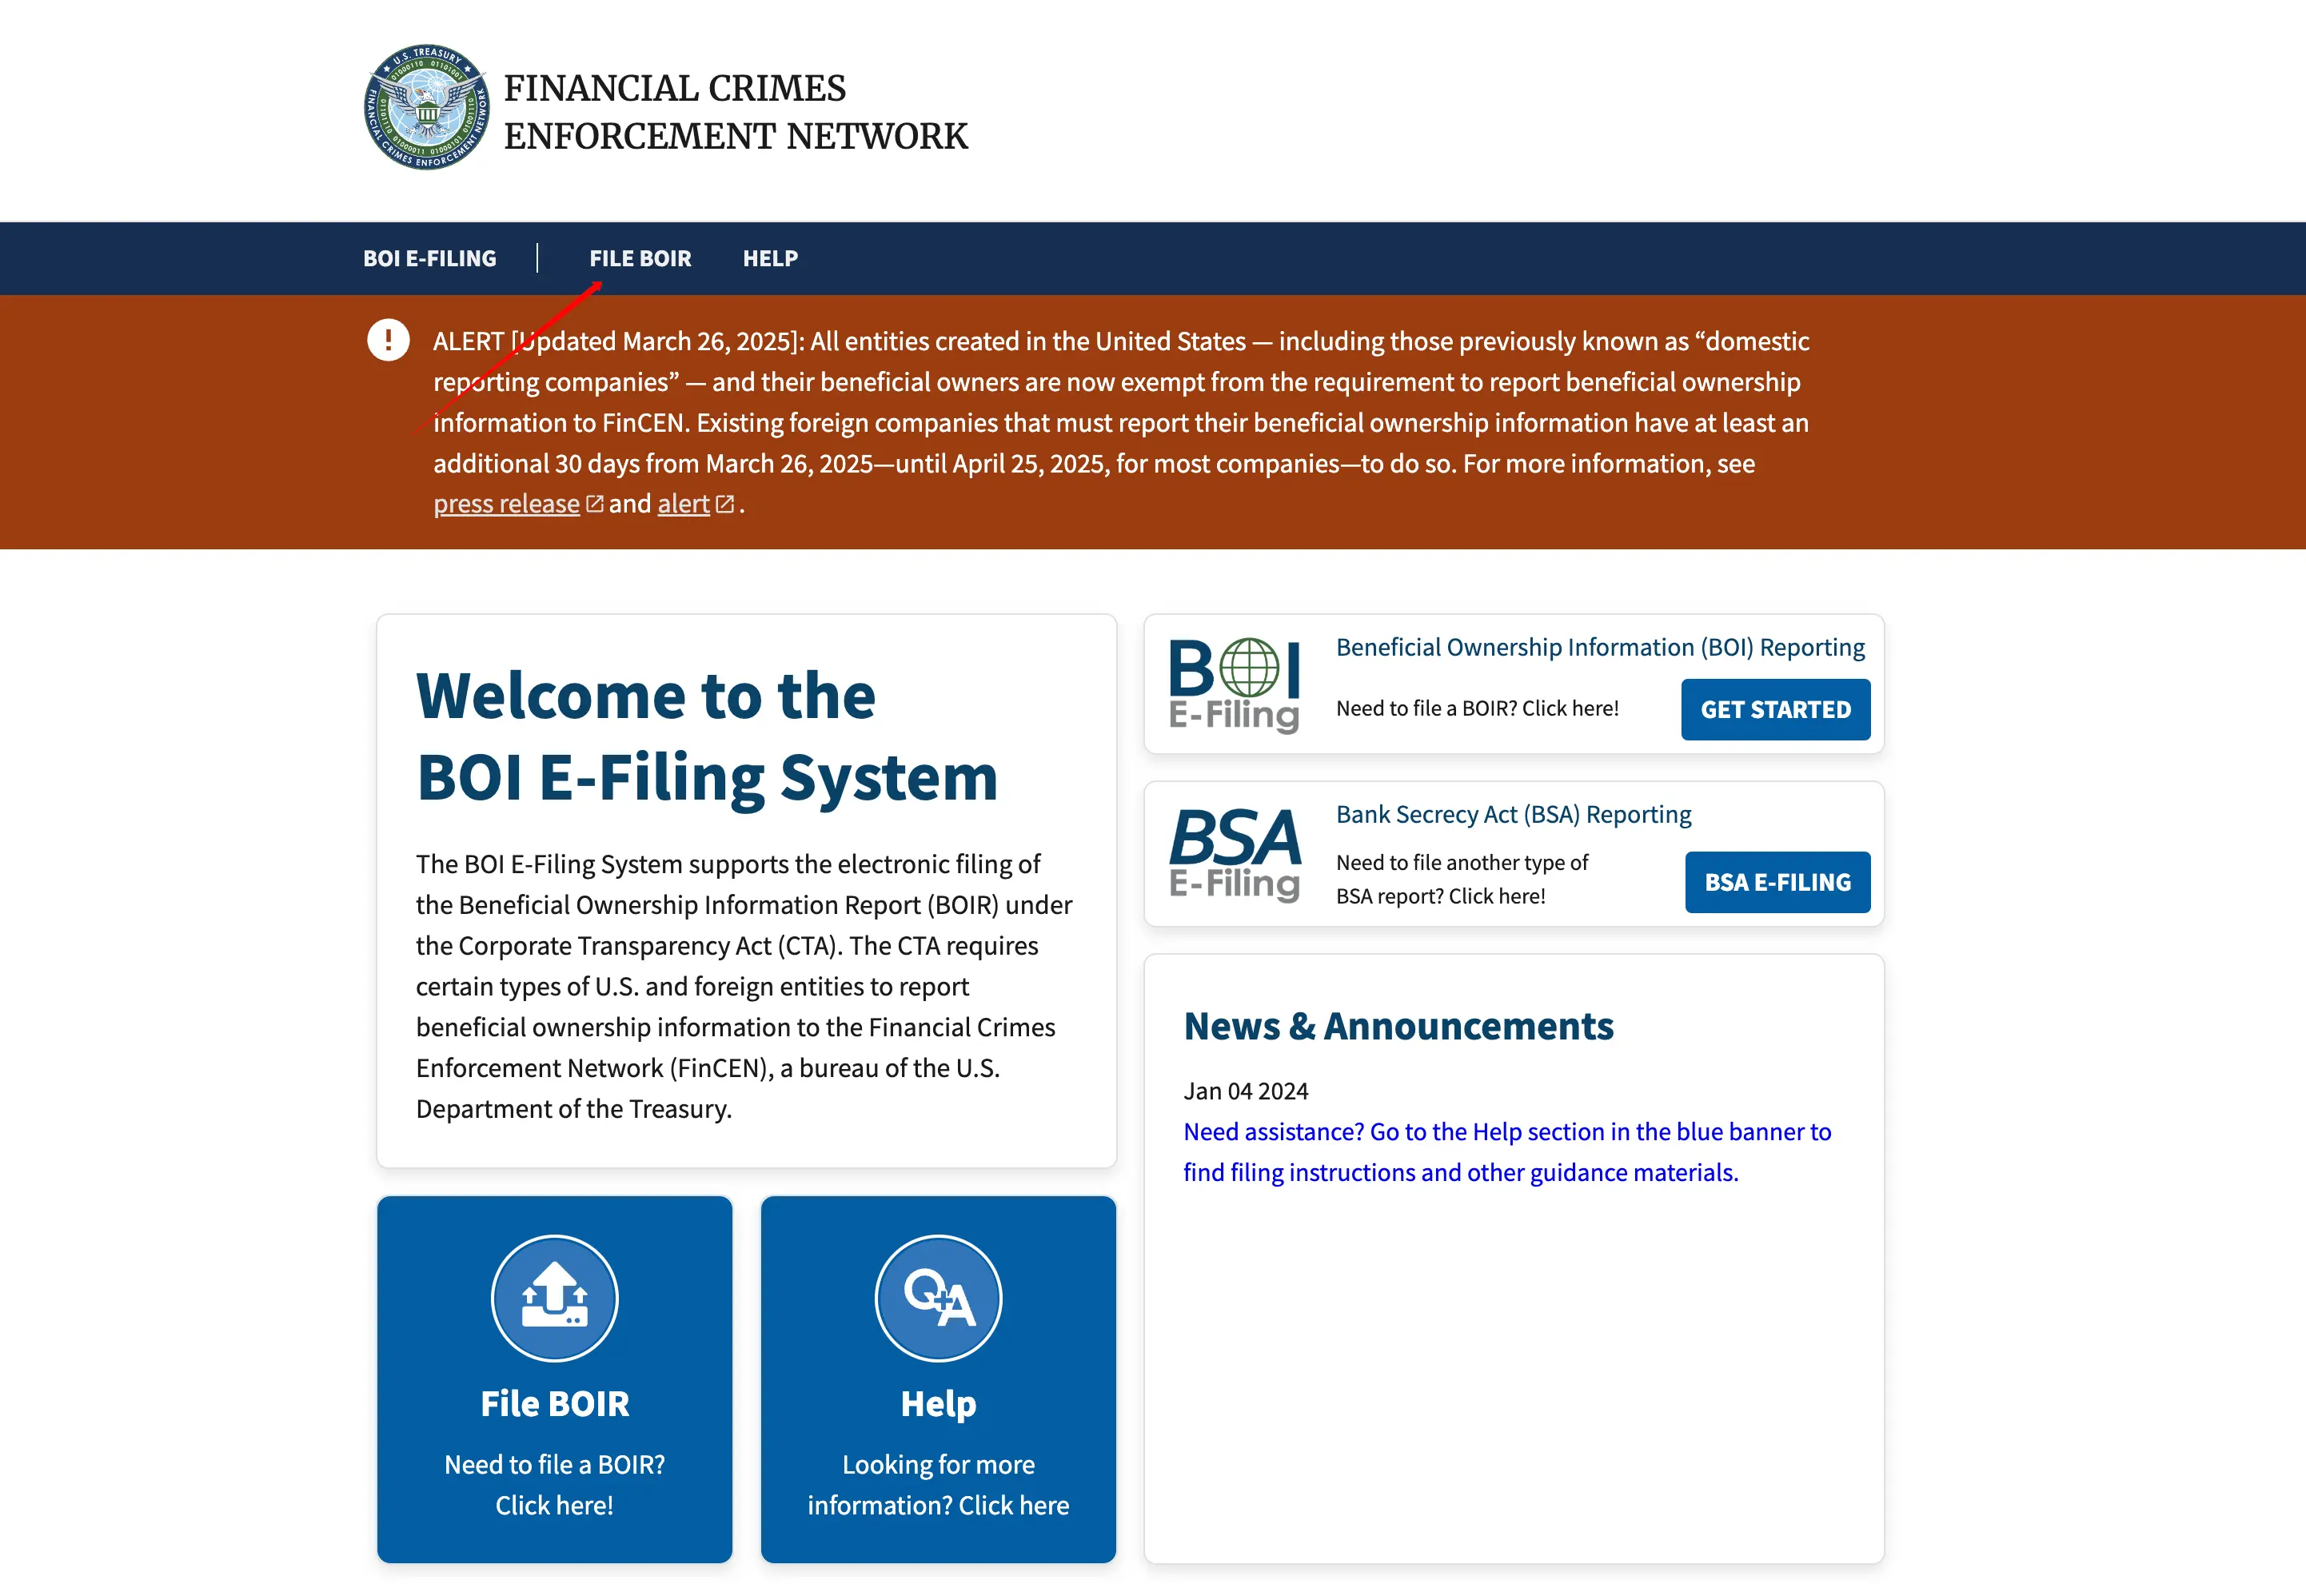 U.S. TREASURY
FINANCIAL CRIMES ENFORCEMENT NETWORK
FINANCIAL CRIMES
ENFORCEMENT NETWORK
BOI E-FILING
FILE BOIR
HELP
ALERT [Updated March 26, 2025]: All entities created in the United States — including those previously known as “domestic
reporting companies” — and their beneficial owners are now exempt from the requirement to report beneficial ownership
information to FinCEN. Existing foreign companies that must report their beneficial ownership information have at least an
additional 30 days from March 26, 2025—until April 25, 2025, for most companies—to do so. For more information, see
press release and alert .
Welcome to the
BOI E-Filing System
The BOI E-Filing System supports the electronic filing of
the Beneficial Ownership Information Report (BOIR) under
the Corporate Transparency Act (CTA). The CTA requires
certain types of U.S. and foreign entities to report
beneficial ownership information to the Financial Crimes
Enforcement Network (FinCEN), a bureau of the U.S.
Department of the Treasury.
File BOIR
Need to file a BOIR?
Click here!
Q+A
Help
Looking for more
information? Click here
BOI
E-Filing
Beneficial Ownership Information (BOI) Reporting
Need to file a BOIR? Click here!
GET STARTED
BSA
E-Filing
Bank Secrecy Act (BSA) Reporting
Need to file another type of
BSA report? Click here!
BSA E-FILING
News & Announcements
Jan 04 2024
Need assistance? Go to the Help section in the blue banner to
find filing instructions and other guidance materials.